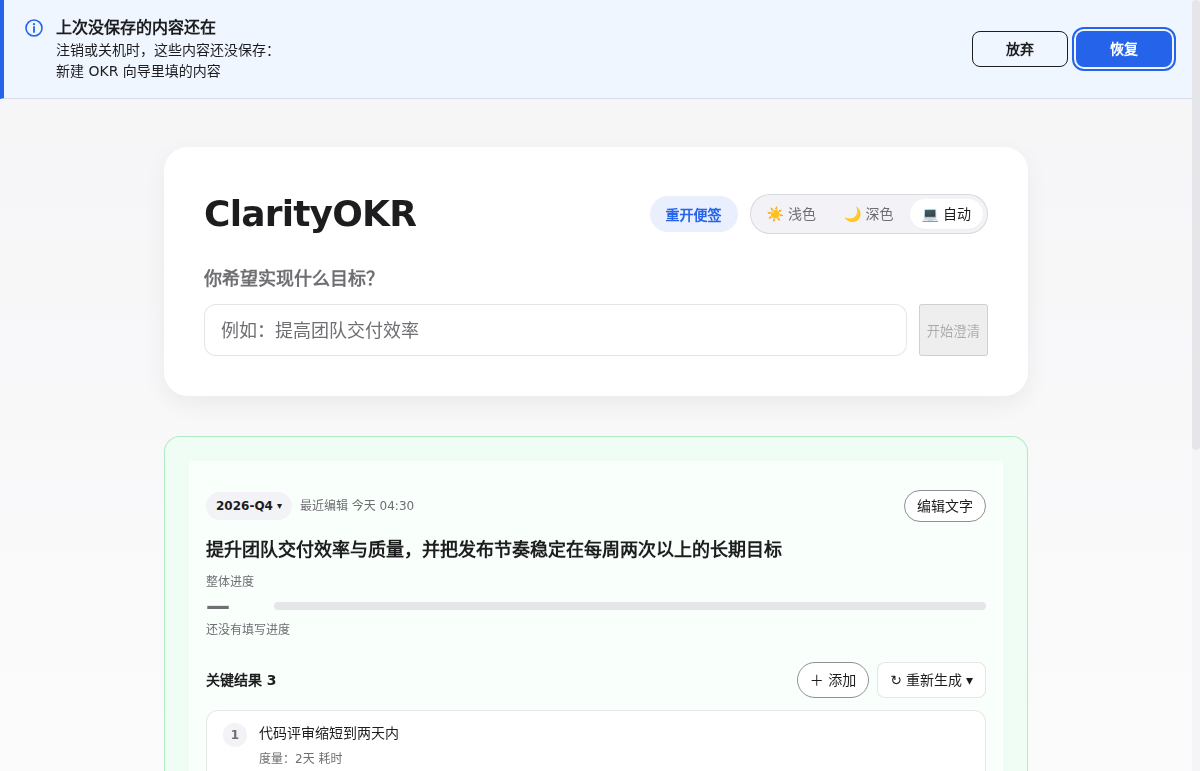 上次没保存的内容还在
注销或关机时，这些内容还没保存：
新建 OKR 向导里填的内容
放弃
恢复
ClarityOKR
重开便签
☀️ 浅色
🌙 深色
💻 自动
你希望实现什么目标？
例如：提高团队交付效率
开始澄清
2026-Q4 ▾
最近编辑 今天 04:30
编辑文字
提升团队交付效率与质量，并把发布节奏稳定在每周两次以上的长期目标
整体进度
—
还没有填写进度
关键结果 3
＋ 添加
↻ 重新生成 ▾
1
代码评审缩短到两天内
度量：2天 耗时